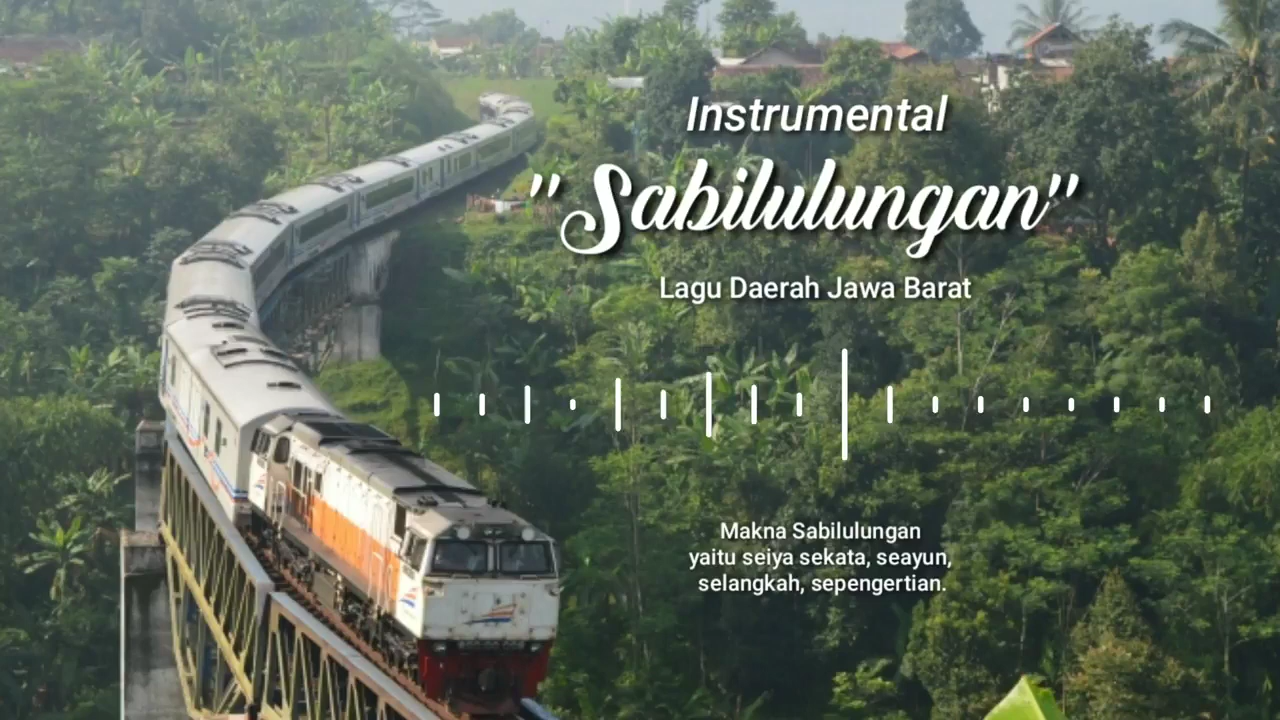 Instrumental
"Sabilulungan"
Lagu Daerah Jawa Barat
Makna Sabilulungan
yaitu seiya sekata, seayun,
selangkah, sepengertian.